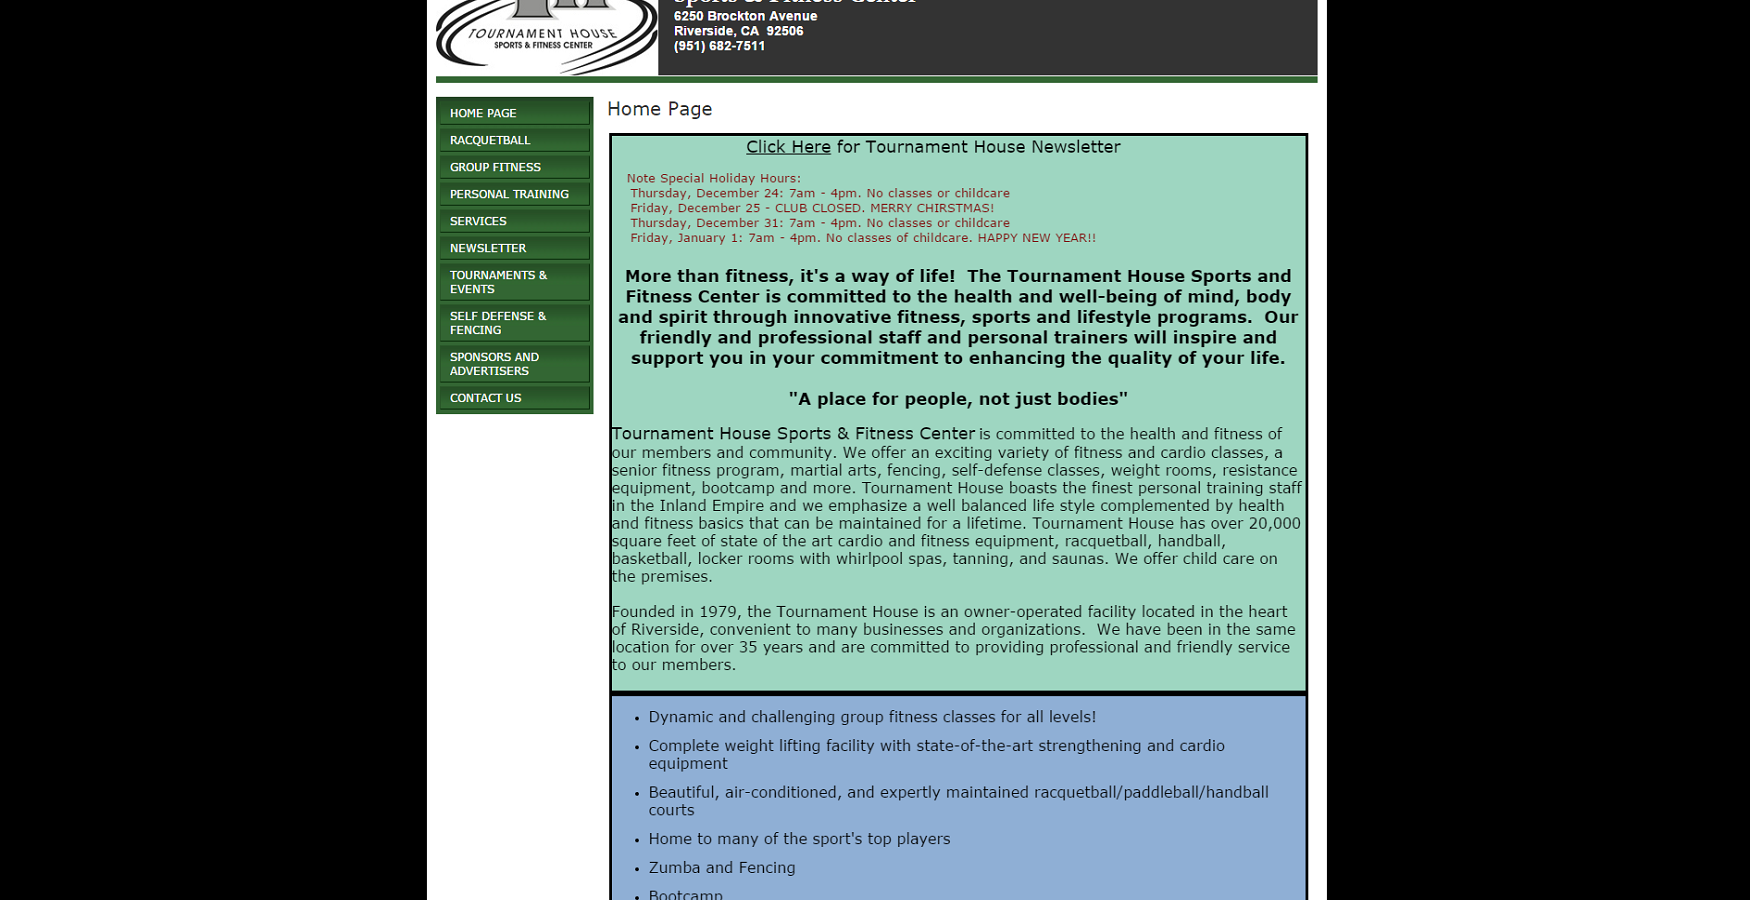 Sports & Fitness Center
6250 Brockton Avenue
Riverside, CA  92506
(951) 682-7511
TOURNAMENT HOUSE
SPORTS & FITNESS CENTER
HOME PAGE
RACQUETBALL
GROUP FITNESS
PERSONAL TRAINING
SERVICES
NEWSLETTER
TOURNAMENTS &
EVENTS
SELF DEFENSE &
FENCING
SPONSORS AND
ADVERTISERS
CONTACT US
Home Page
Click Here for Tournament House Newsletter
Note Special Holiday Hours:
Thursday, December 24: 7am - 4pm. No classes or childcare
Friday, December 25 - CLUB CLOSED. MERRY CHIRSTMAS!
Thursday, December 31: 7am - 4pm. No classes or childcare
Friday, January 1: 7am - 4pm. No classes of childcare. HAPPY NEW YEAR!!
More than fitness, it's a way of life!  The Tournament House Sports and
Fitness Center is committed to the health and well-being of mind, body
and spirit through innovative fitness, sports and lifestyle programs.  Our
friendly and professional staff and personal trainers will inspire and
support you in your commitment to enhancing the quality of your life.
"A place for people, not just bodies"
Tournament House Sports & Fitness Center is committed to the health and fitness of
our members and community. We offer an exciting variety of fitness and cardio classes, a
senior fitness program, martial arts, fencing, self-defense classes, weight rooms, resistance
equipment, bootcamp and more. Tournament House boasts the finest personal training staff
in the Inland Empire and we emphasize a well balanced life style complemented by health
and fitness basics that can be maintained for a lifetime. Tournament House has over 20,000
square feet of state of the art cardio and fitness equipment, racquetball, handball,
basketball, locker rooms with whirlpool spas, tanning, and saunas. We offer child care on
the premises.
Founded in 1979, the Tournament House is an owner-operated facility located in the heart
of Riverside, convenient to many businesses and organizations.  We have been in the same
location for over 35 years and are committed to providing professional and friendly service
to our members.
• Dynamic and challenging group fitness classes for all levels!
• Complete weight lifting facility with state-of-the-art strengthening and cardio
equipment
• Beautiful, air-conditioned, and expertly maintained racquetball/paddleball/handball
courts
• Home to many of the sport's top players
• Zumba and Fencing
• Bootcamp